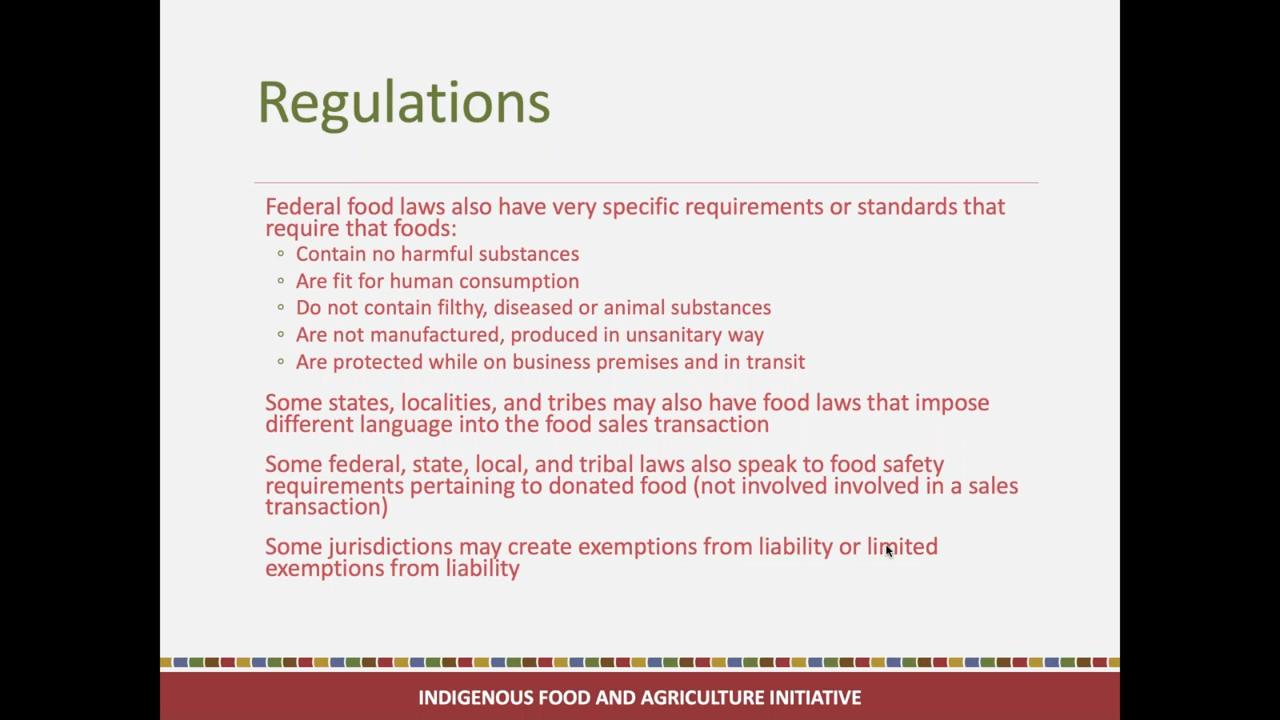 Regulations
Federal food laws also have very specific requirements or standards that
require that foods:
◦ Contain no harmful substances
◦ Are fit for human consumption
◦ Do not contain filthy, diseased or animal substances
◦ Are not manufactured, produced in unsanitary way
◦ Are protected while on business premises and in transit
Some states, localities, and tribes may also have food laws that impose
different language into the food sales transaction
Some federal, state, local, and tribal laws also speak to food safety
requirements pertaining to donated food (not involved involved in a sales
transaction)
Some jurisdictions may create exemptions from liability or limited
exemptions from liability
INDIGENOUS FOOD AND AGRICULTURE INITIATIVE